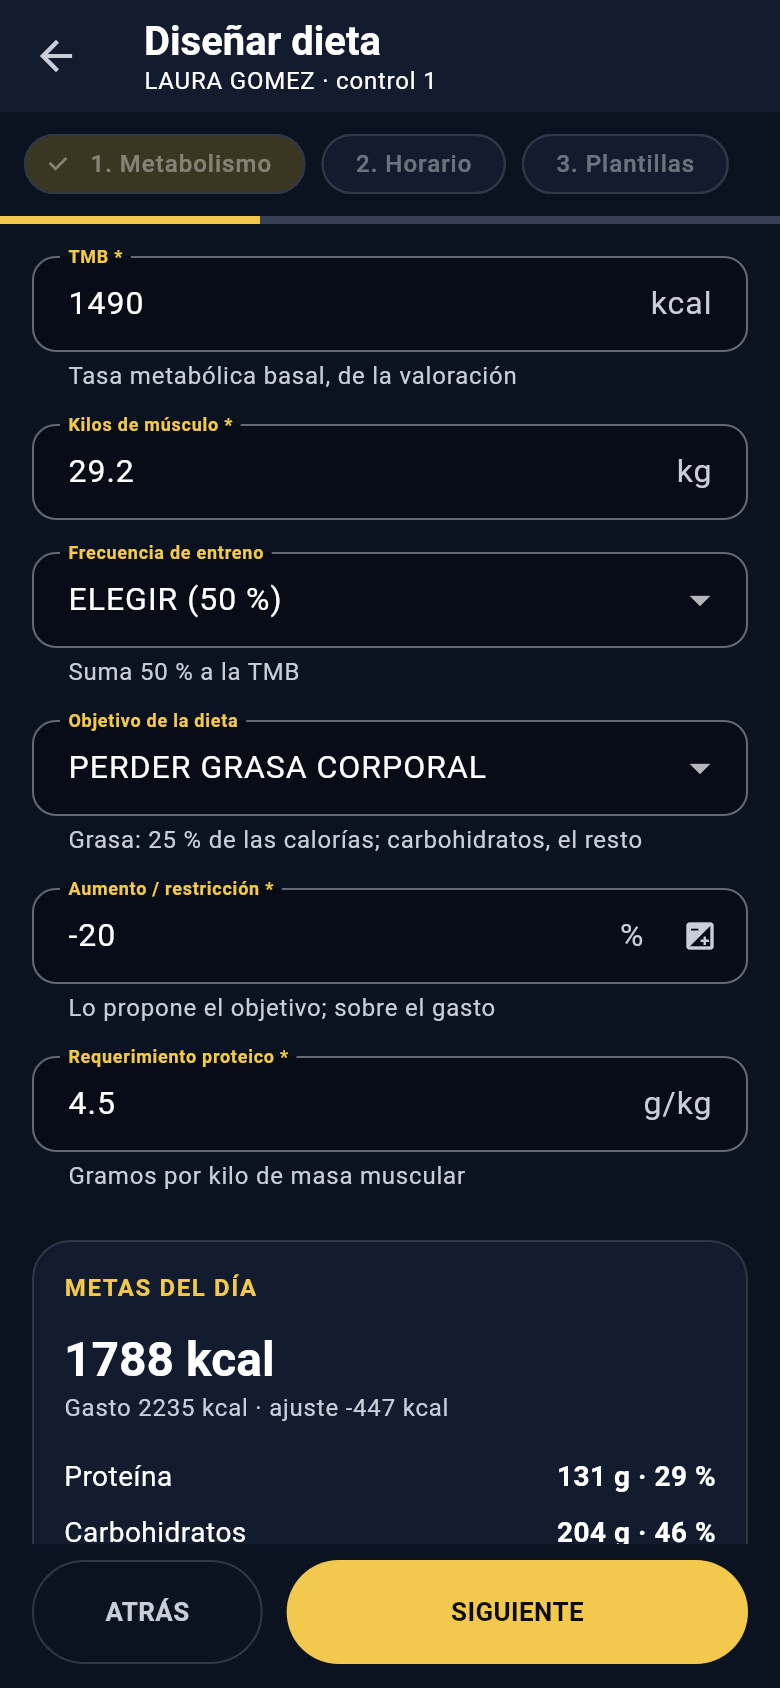 Diseñar dieta
LAURA GOMEZ · control 1
1. Metabolismo
2. Horario
3. Plantillas
TMB *
1490 kcal
Tasa metabólica basal, de la valoración
Kilos de músculo *
29.2 kg
Frecuencia de entreno
ELEGIR (50 %)
Suma 50 % a la TMB
Objetivo de la dieta
PERDER GRASA CORPORAL
Grasa: 25 % de las calorías; carbohidratos, el resto
Aumento / restricción *
-20 %
Lo propone el objetivo; sobre el gasto
Requerimiento proteico *
4.5 g/kg
Gramos por kilo de masa muscular
METAS DEL DÍA
1788 kcal
Gasto 2235 kcal · ajuste -447 kcal
Proteína 131 g · 29 %
Carbohidratos 204 g · 46 %
ATRÁS
SIGUIENTE